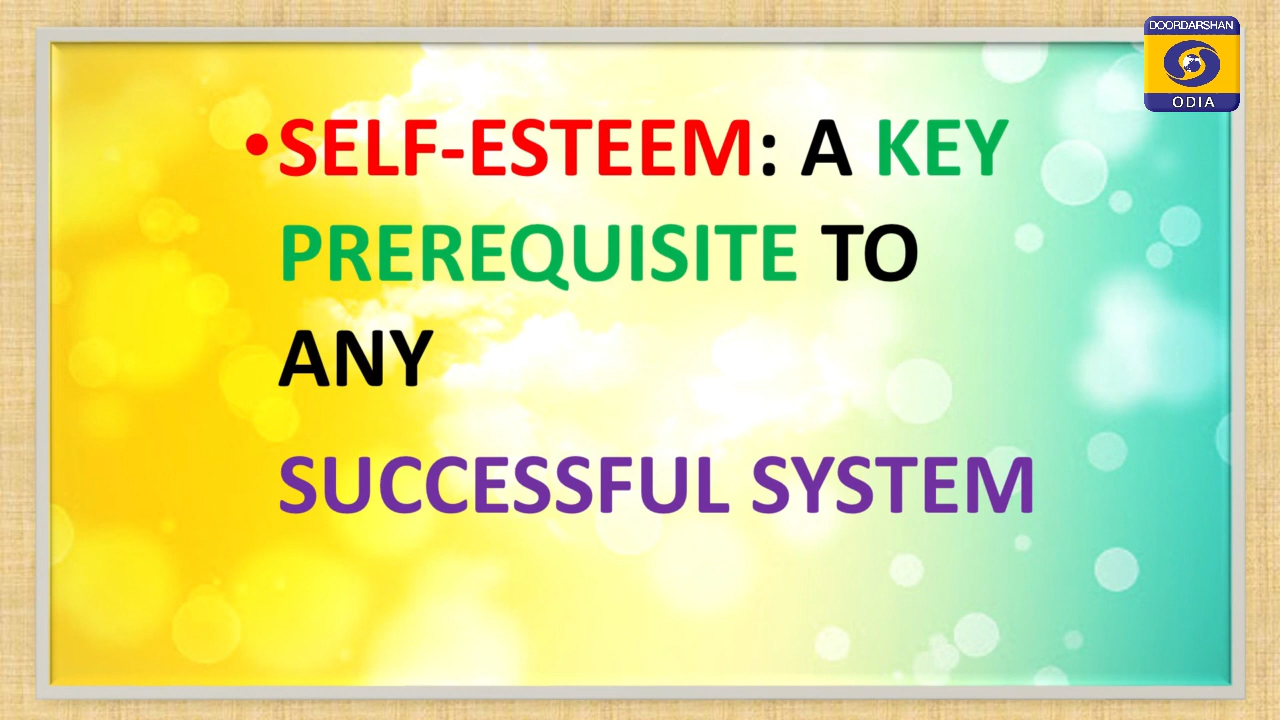 DOORDARSHAN
ODIA
•SELF-ESTEEM: A KEY
PREREQUISITE TO
ANY
SUCCESSFUL SYSTEM